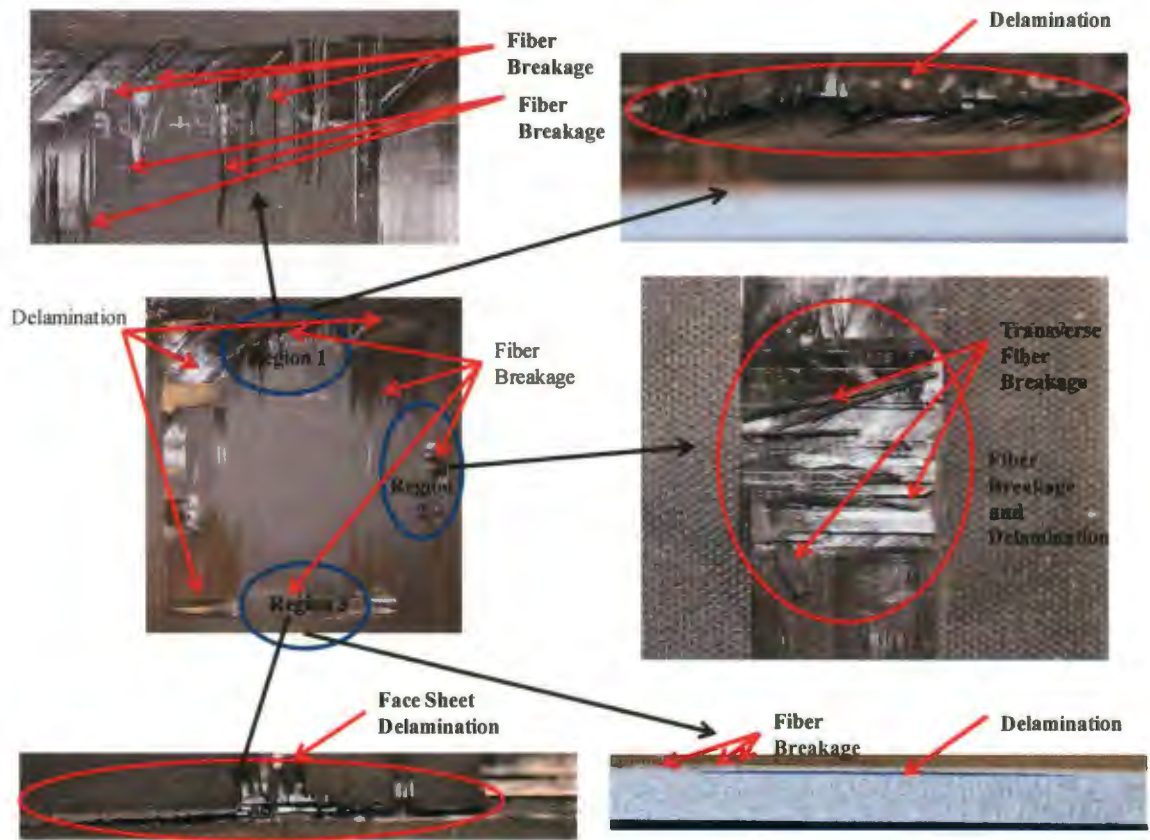 Fiber
Breakage
Fiber
Breakage
Delamination
Delamination
Region 1
Fiber
Breakage
Region
2
Region 3
Transverse
Fiber
Breakage
Fiber
Breakage
and
Delamination
Face Sheet
Delamination
Fiber
Breakage
Delamination